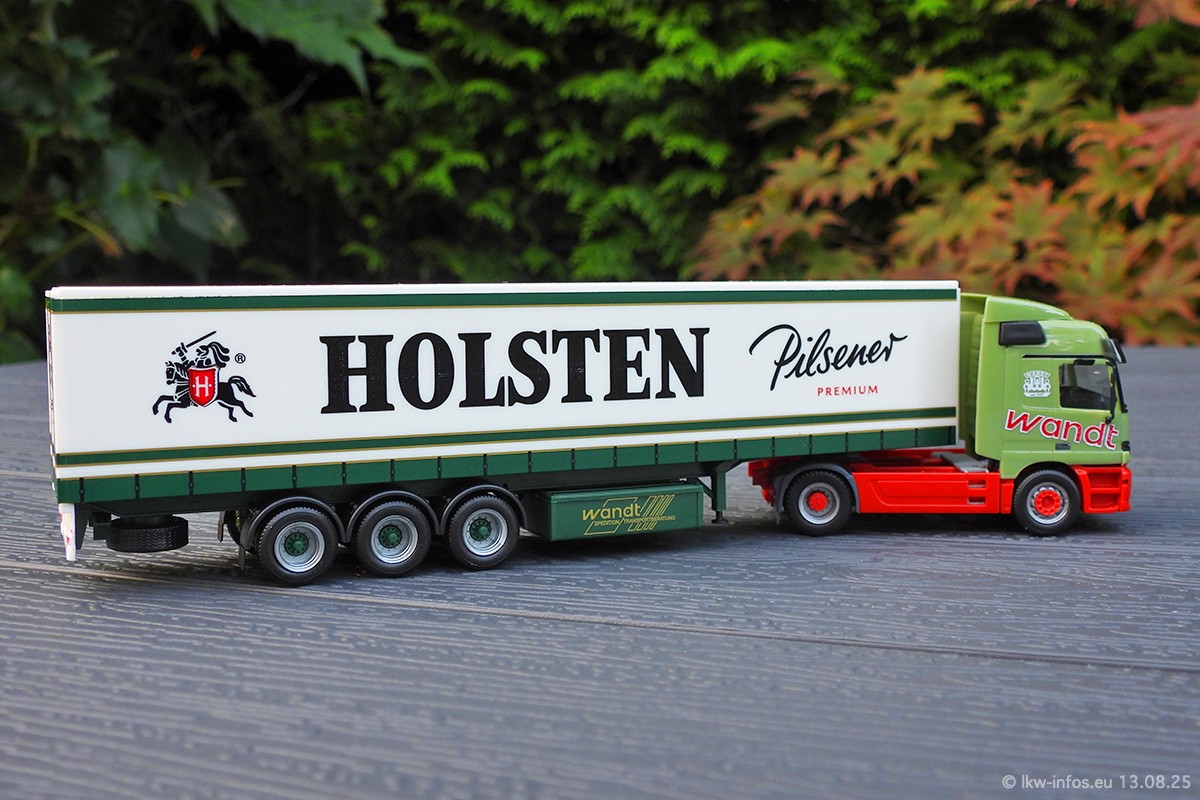 H
®
HOLSTEN
Pilsener
PREMIUM
wandt
wandt
SPEDITION / TRANSPORTBERATUNG
© lkw-infos.eu 13.08.25